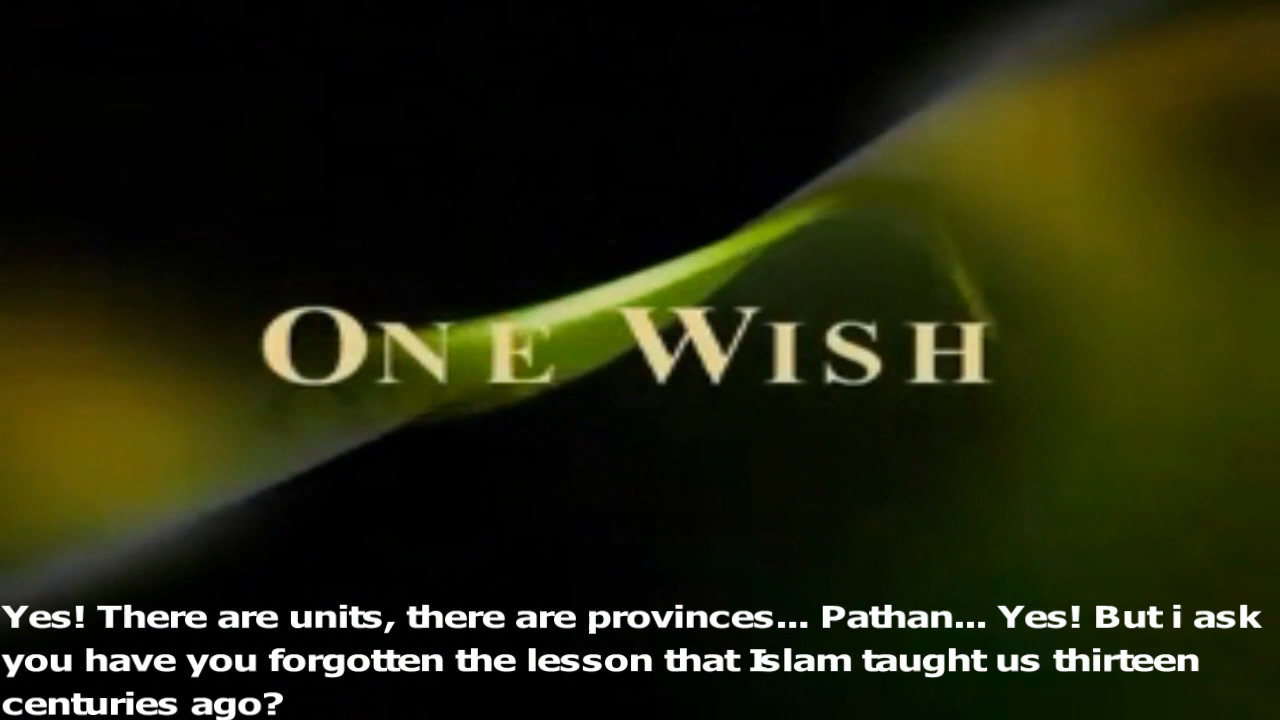 ONE WISH
Yes! There are units, there are provinces... Pathan... Yes! But i ask
you have you forgotten the lesson that Islam taught us thirteen
centuries ago?